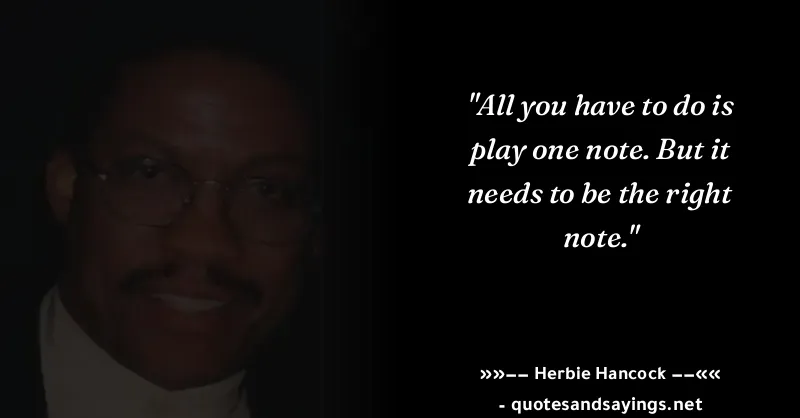 "All you have to do is
play one note. But it
needs to be the right
note."
»»−− Herbie Hancock −−««
- quotesandsayings.net